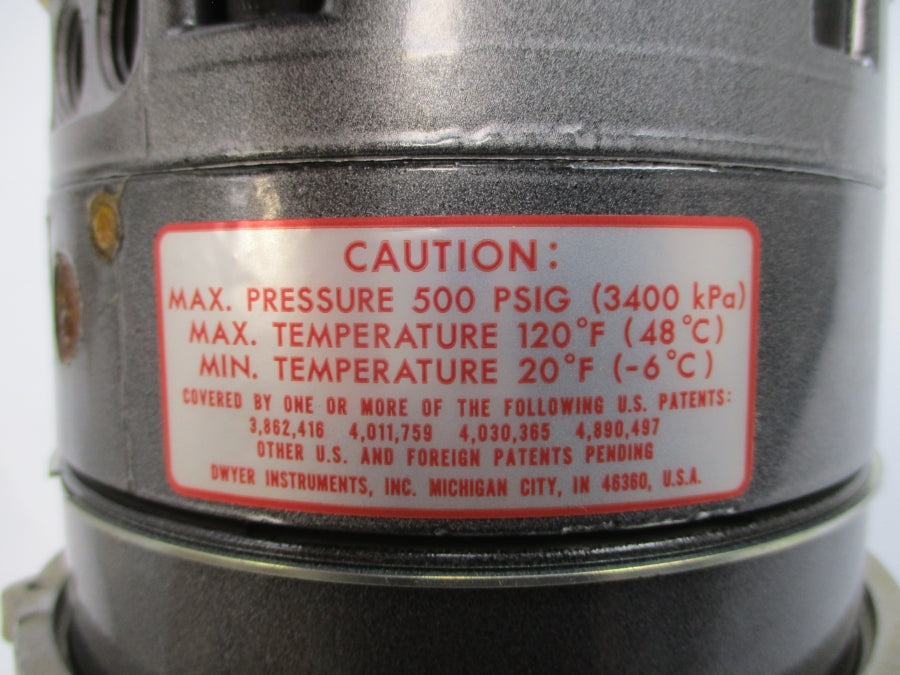 CAUTION:
MAX. PRESSURE 500 PSIG (3400 kPa)
MAX. TEMPERATURE 120°F (48°C)
MIN. TEMPERATURE 20°F (-6°C)
COVERED BY ONE OR MORE OF THE FOLLOWING U.S. PATENTS:
3,862,416 4,011,759 4,030,365 4,890,497
OTHER U.S. AND FOREIGN PATENTS PENDING
DWYER INSTRUMENTS, INC. MICHIGAN CITY, IN 46360, U.S.A.